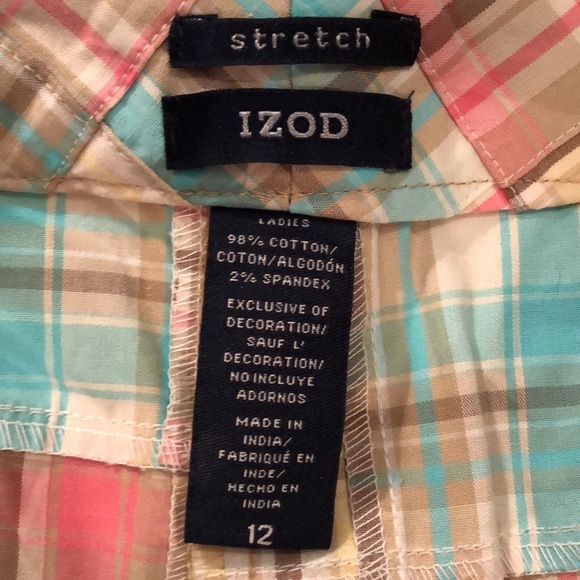 stretch
IZOD
LADIES
98% COTTON/
COTON/ALGODÓN
2% SPANDEX
EXCLUSIVE OF
DECORATION/
SAUF L'
DECORATION/
NO INCLUYE
ADORNOS
MADE IN
INDIA/
FABRIQUÉ EN
INDE/
HECHO EN
INDIA
12